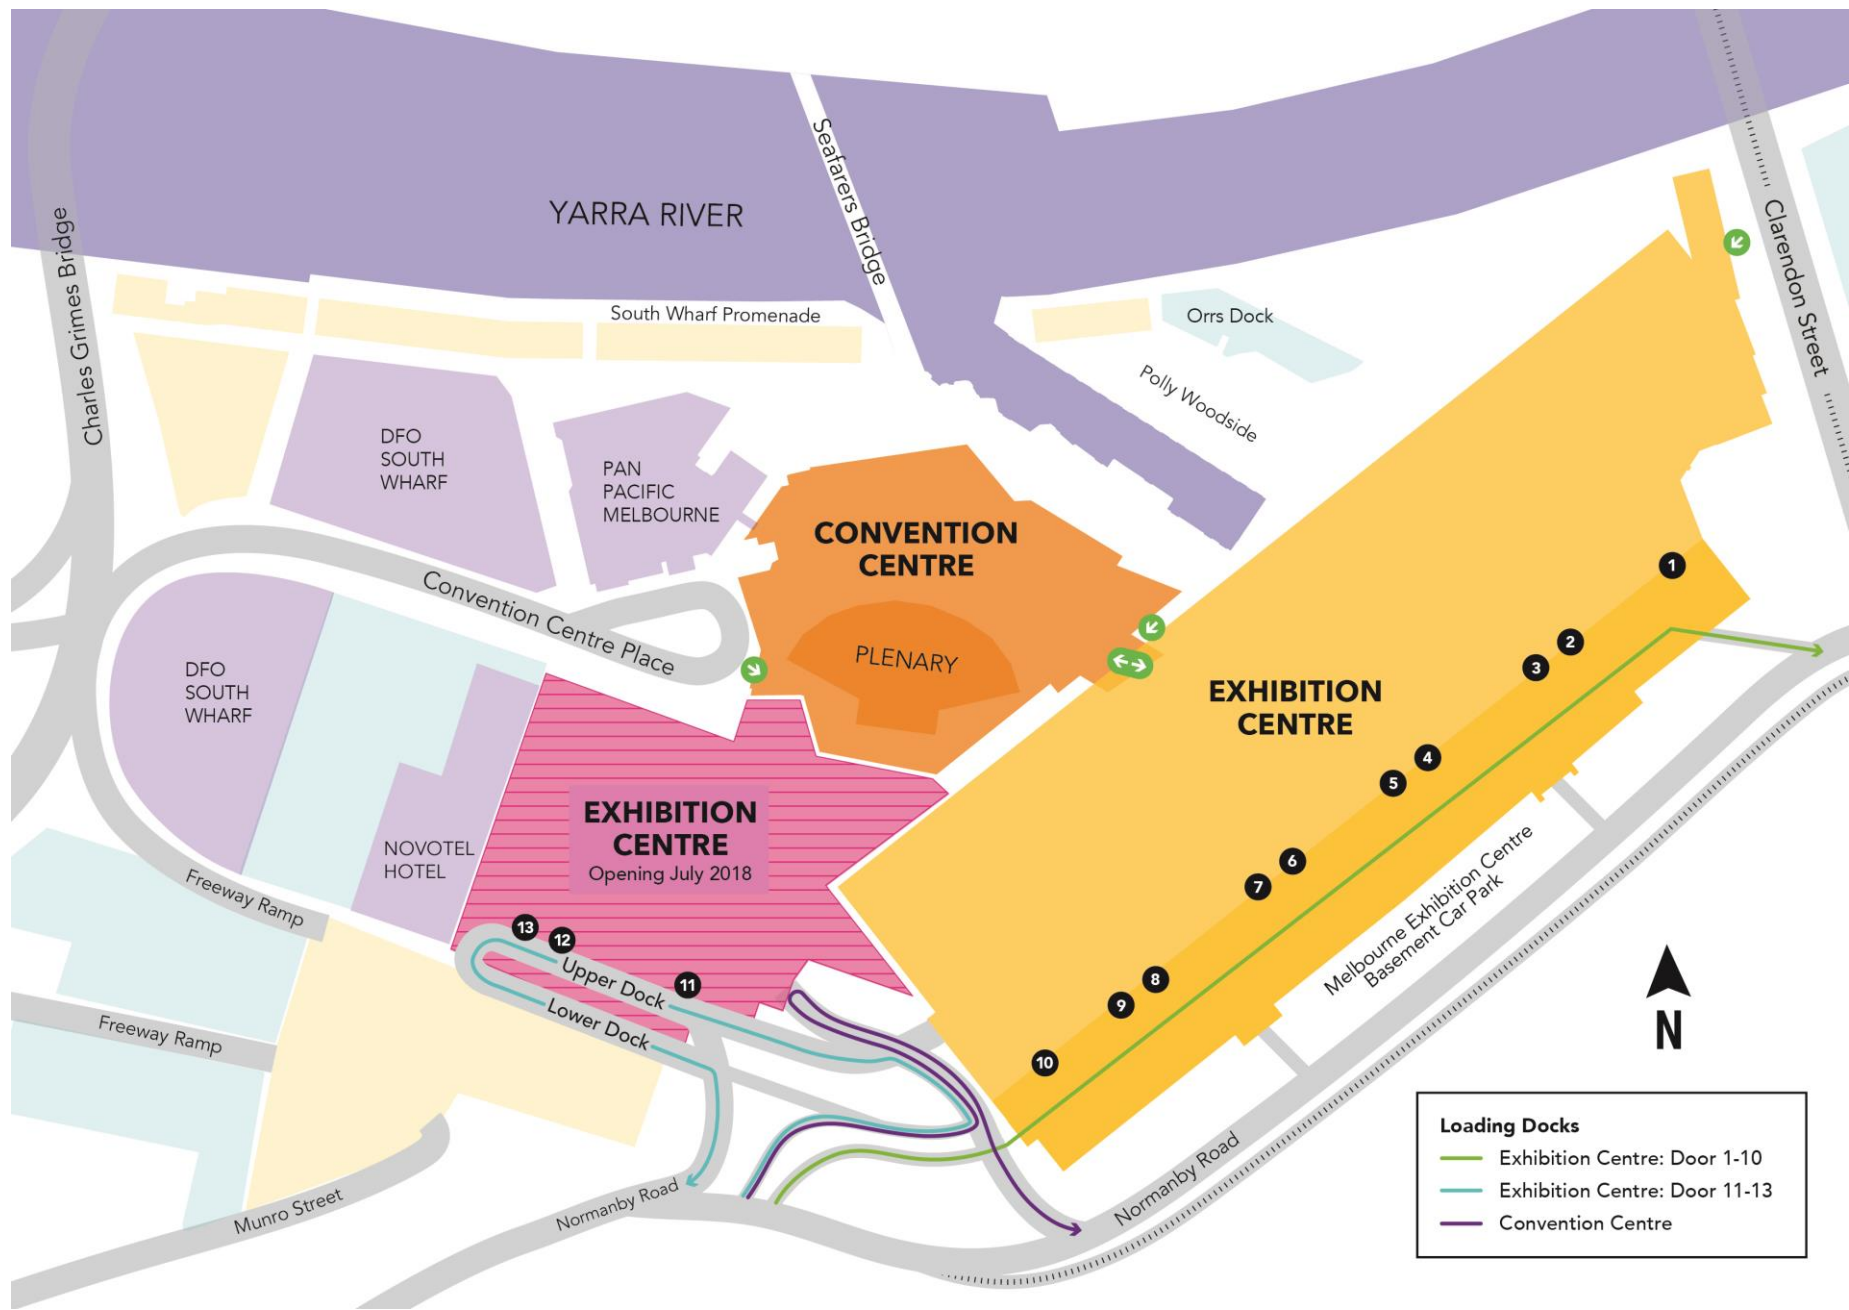 YARRA RIVER
Seafarers Bridge
Charles Grimes Bridge
Clarendon Street
South Wharf Promenade
Orrs Dock
Polly Woodside
DFO
SOUTH
WHARF
PAN
PACIFIC
MELBOURNE
CONVENTION
CENTRE
PLENARY
Convention Centre Place
DFO
SOUTH
WHARF
EXHIBITION
CENTRE
1
2
3
4
5
6
7
8
9
10
EXHIBITION
CENTRE
Opening July 2018
NOVOTEL
HOTEL
Freeway Ramp
13
12
11
Upper Dock
Lower Dock
Freeway Ramp
Melbourne Exhibition Centre
Basement Car Park
N
Munro Street
Normanby Road
Normanby Road
Loading Docks
Exhibition Centre: Door 1-10
Exhibition Centre: Door 11-13
Convention Centre